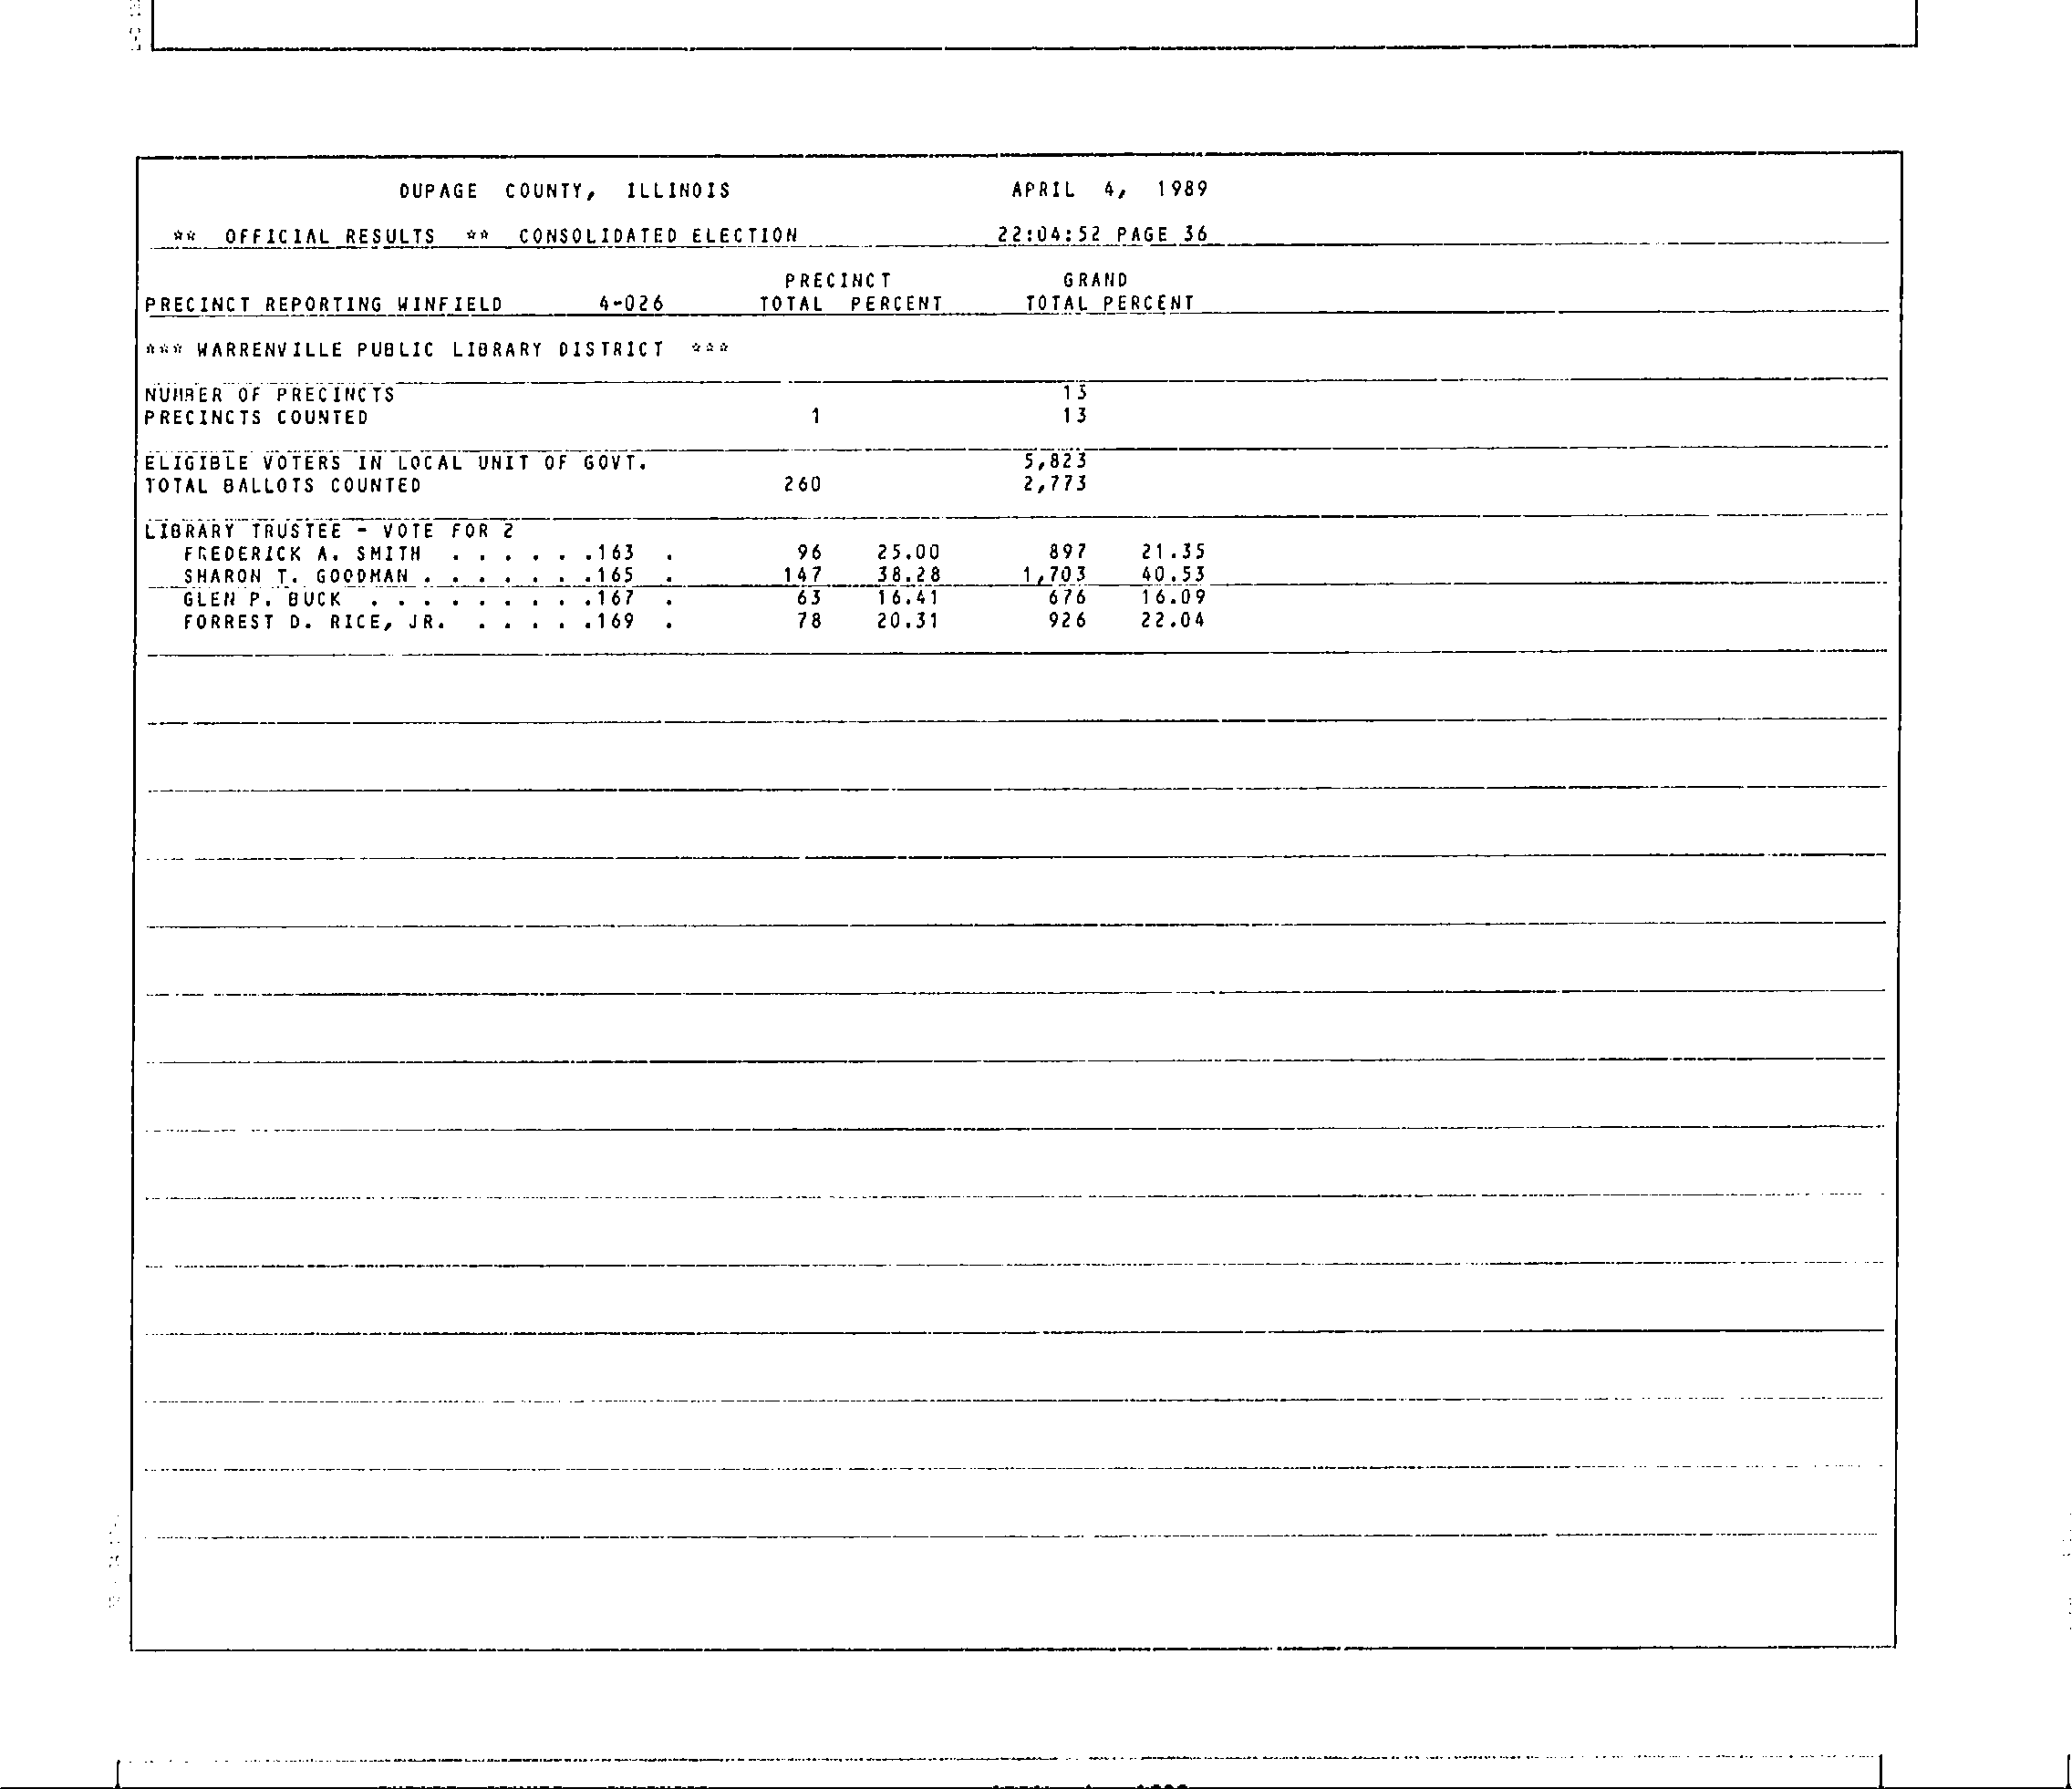 DUPAGE COUNTY, ILLINOIS APRIL 4, 1989
** OFFICIAL RESULTS ** CONSOLIDATED ELECTION 22:04:52 PAGE 36
PRECINCT GRAND
PRECINCT REPORTING WINFIELD 4-026 TOTAL PERCENT TOTAL PERCENT
*** WARRENVILLE PUBLIC LIBRARY DISTRICT ***
NUMBER OF PRECINCTS 13
PRECINCTS COUNTED 1 13
ELIGIBLE VOTERS IN LOCAL UNIT OF GOVT. 5,823
TOTAL BALLOTS COUNTED 260 2,773
LIBRARY TRUSTEE - VOTE FOR 2
FREDERICK A. SMITH . . . . . .163 . 96 25.00 897 21.35
SHARON T. GOODMAN . . . . . . .165 . 147 38.28 1,703 40.53
GLEN P. BUCK . . . . . . . . .167 . 63 16.41 676 16.09
FORREST D. RICE, JR. . . . . .169 . 78 20.31 926 22.04